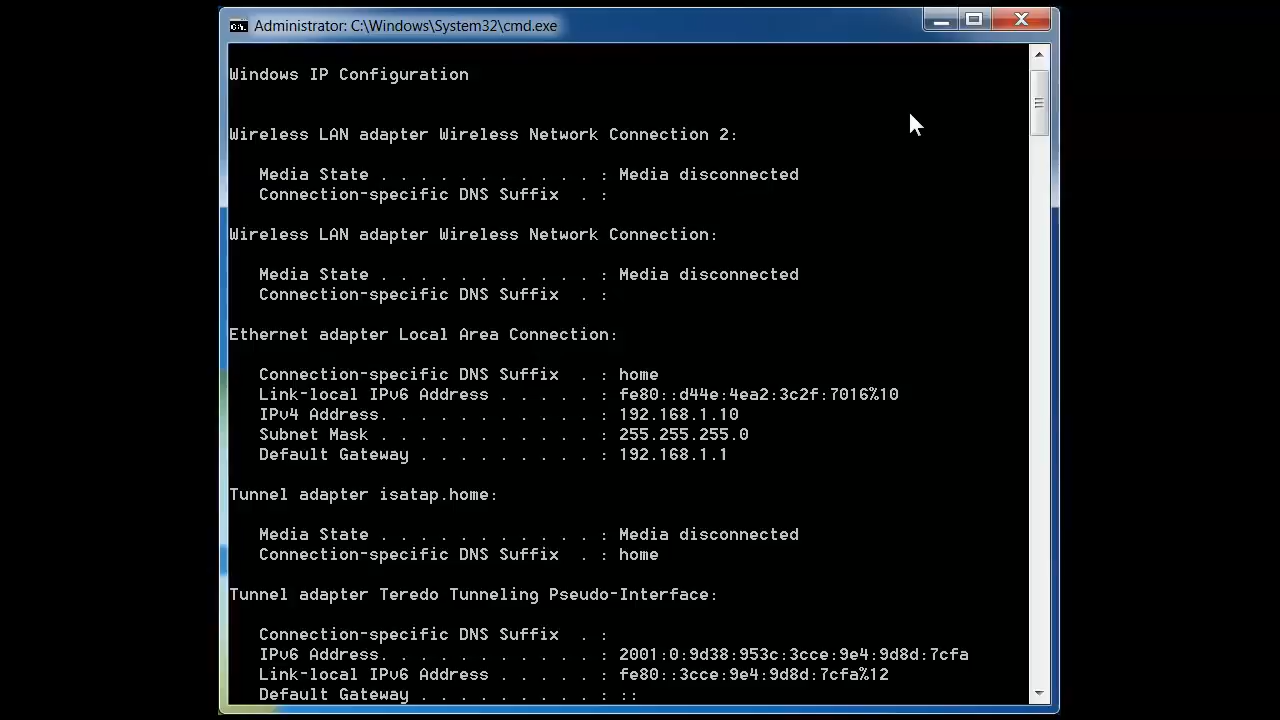 Administrator: C:\Windows\System32\cmd.exe
Windows IP Configuration
Wireless LAN adapter Wireless Network Connection 2:
Media State . . . . . . . . . . . : Media disconnected
Connection-specific DNS Suffix  . :
Wireless LAN adapter Wireless Network Connection:
Media State . . . . . . . . . . . : Media disconnected
Connection-specific DNS Suffix  . :
Ethernet adapter Local Area Connection:
Connection-specific DNS Suffix  . : home
Link-local IPv6 Address . . . . . : fe80::d44e:4ea2:3c2f:7016%10
IPv4 Address. . . . . . . . . . . : 192.168.1.10
Subnet Mask . . . . . . . . . . . : 255.255.255.0
Default Gateway . . . . . . . . . : 192.168.1.1
Tunnel adapter isatap.home:
Media State . . . . . . . . . . . : Media disconnected
Connection-specific DNS Suffix  . : home
Tunnel adapter Teredo Tunneling Pseudo-Interface:
Connection-specific DNS Suffix  . :
IPv6 Address. . . . . . . . . . . : 2001:0:9d38:953c:3cce:9e4:9d8d:7cfa
Link-local IPv6 Address . . . . . : fe80::3cce:9e4:9d8d:7cfa%12
Default Gateway . . . . . . . . . : ::